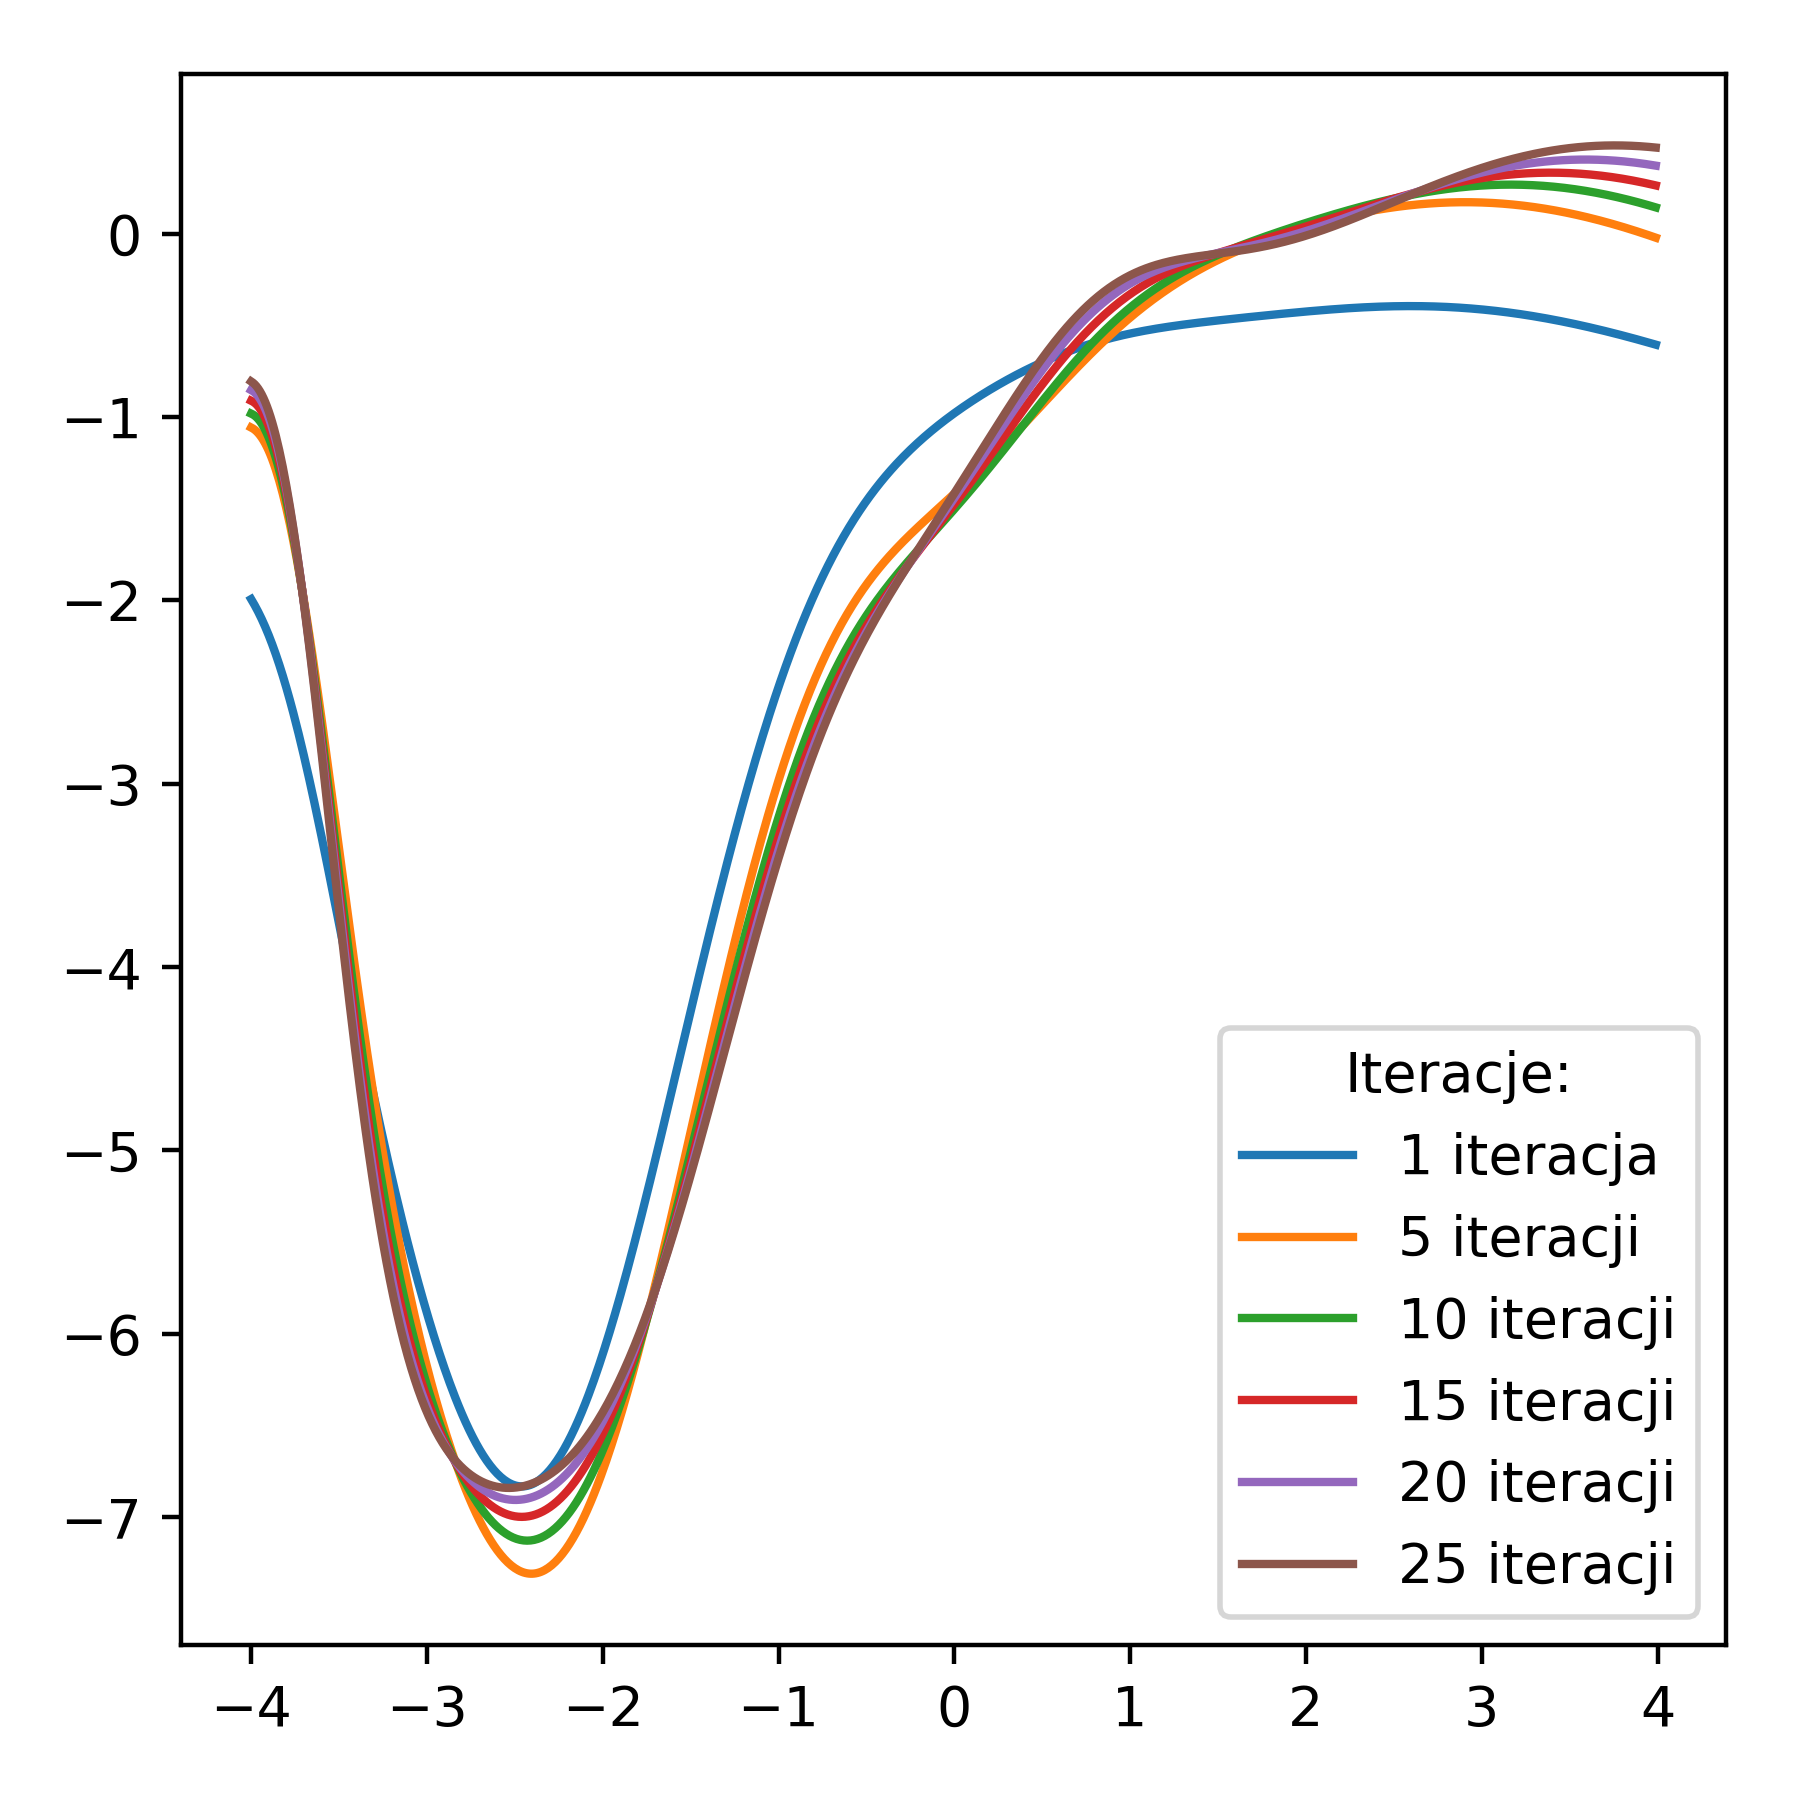 0
−1
−2
−3
−4
−5
−6
−7
−4 −3 −2 −1 0 1 2 3 4
Iteracje:
1 iteracja
5 iteracji
10 iteracji
15 iteracji
20 iteracji
25 iteracji